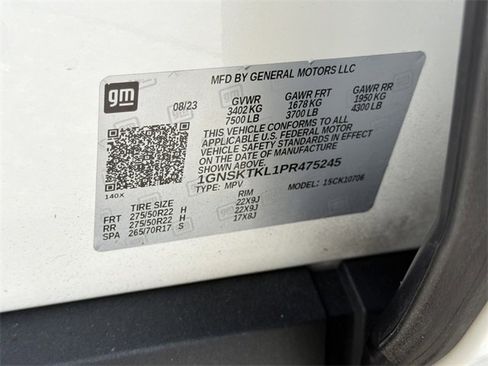 MFD BY GENERAL MOTORS LLC
gm
08/23 GVWR GAWR FRT GAWR RR
3402 KG 1678 KG 1950 KG
7500 LB 3700 LB 4300 LB
THIS VEHICLE CONFORMS TO ALL
APPLICABLE U.S. FEDERAL MOTOR
VEHICLE SAFETY STANDARDS IN
EFFECT ON THE DATE OF MANUFACTURE
SHOWN ABOVE.
1GNSKTKL1PR475245
TYPE: MPV MODEL: 15CK10706
140X
TIRE SIZE RIM
FRT 275/50R22 H 22X9J
RR 275/50R22 H 22X9J
SPA 265/70R17 S 17X8J